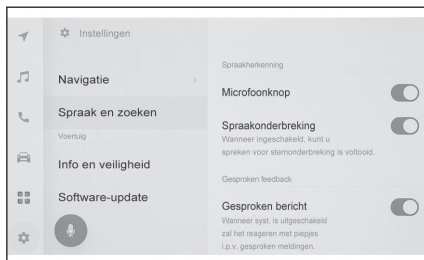 Instellingen
Navigatie
Spraak en zoeken
Voertuig
Info en veiligheid
Software-update
Spraakherkenning
Microfoonknop
Spraakonderbreking
Wanneer ingeschakeld, kunt u
spreken voor stemonderbreking is voltooid.
Gesproken feedback
Gesproken bericht
Wanneer syst. is uitgeschakeld
zal het reageren met piepjes
i.p.v. gesproken meldingen.